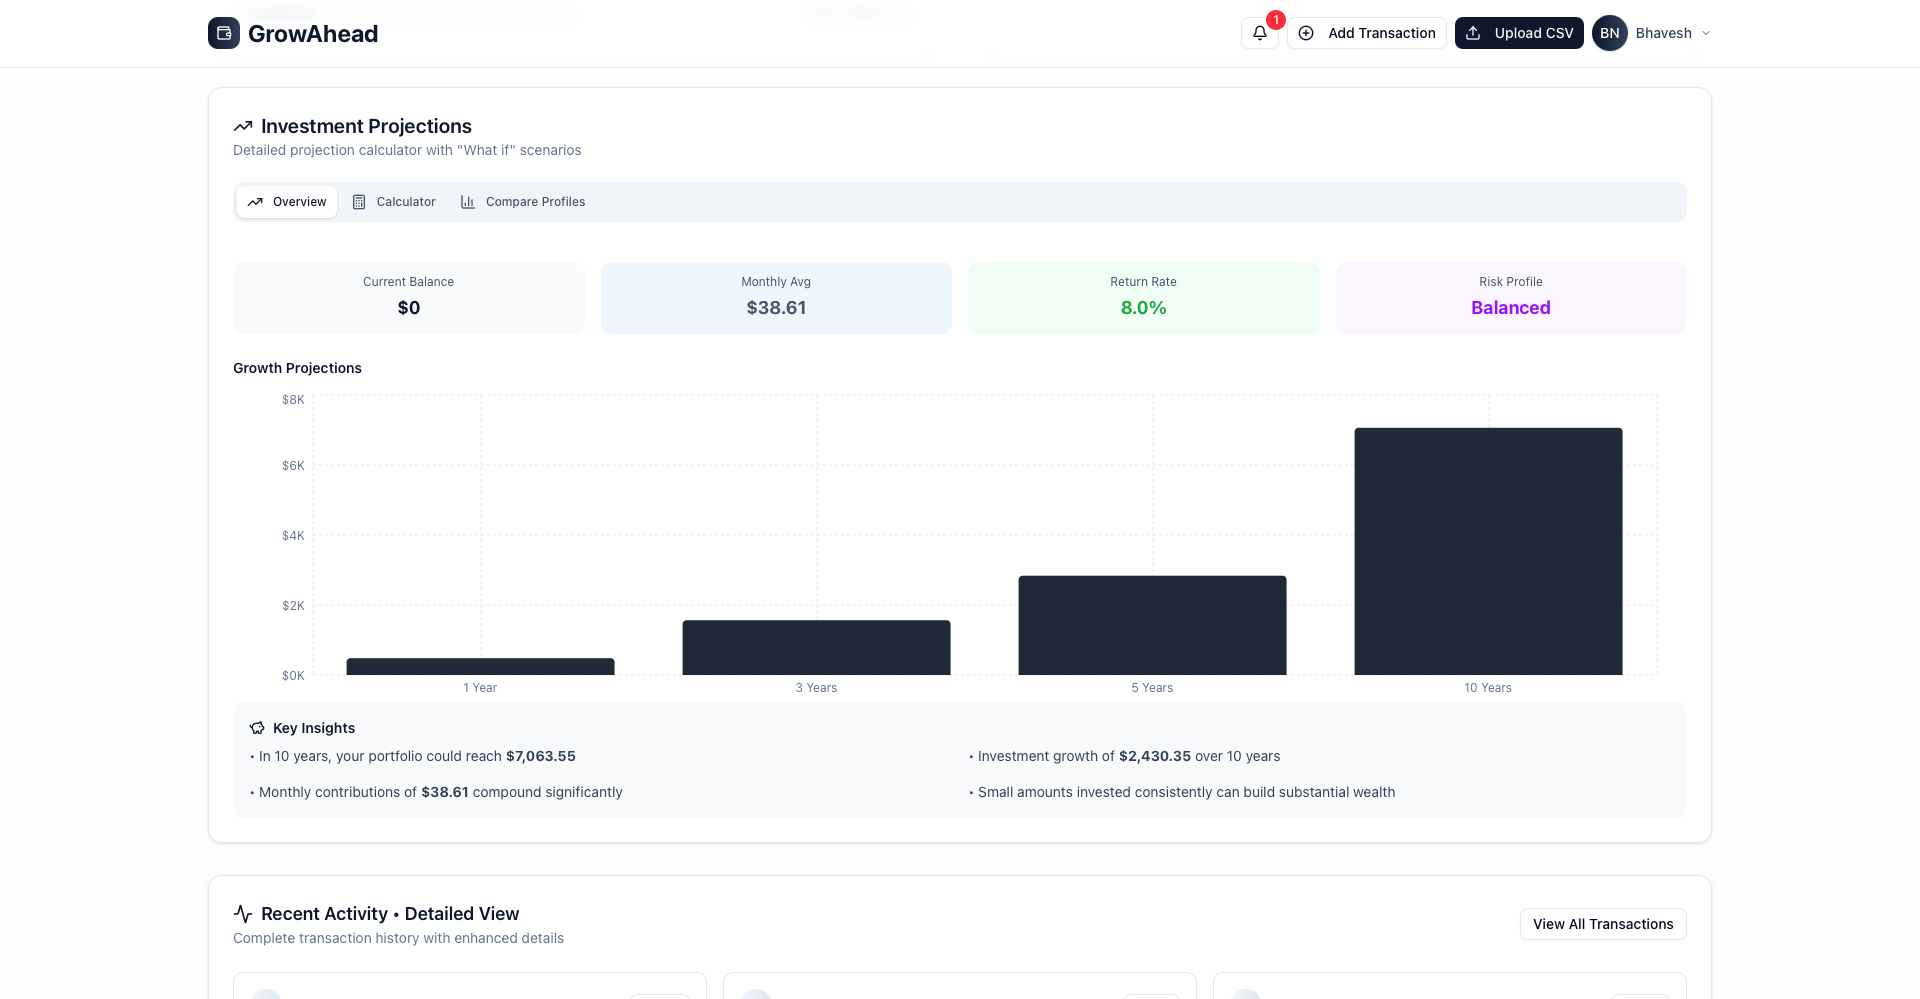 GrowAhead
1
Add Transaction
Upload CSV
BN
Bhavesh
Investment Projections
Detailed projection calculator with "What if" scenarios
Overview
Calculator
Compare Profiles
Current Balance
$0
Monthly Avg
$38.61
Return Rate
8.0%
Risk Profile
Balanced
Growth Projections
$8K
$6K
$4K
$2K
$0K
1 Year
3 Years
5 Years
10 Years
Key Insights
• In 10 years, your portfolio could reach $7,063.55
• Investment growth of $2,430.35 over 10 years
• Monthly contributions of $38.61 compound significantly
• Small amounts invested consistently can build substantial wealth
Recent Activity • Detailed View
Complete transaction history with enhanced details
View All Transactions